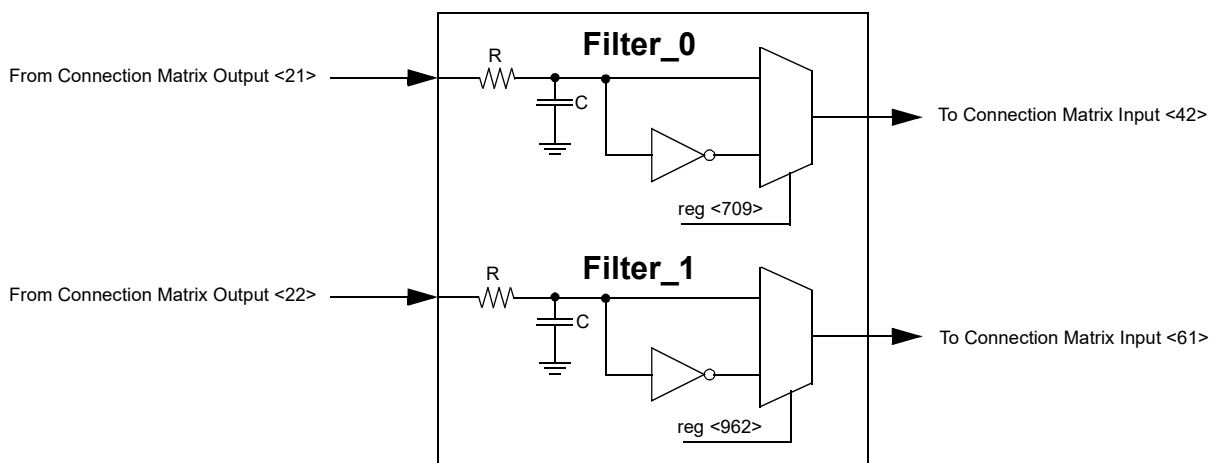 Filter_0
R
From Connection Matrix Output <21>
C
To Connection Matrix Input <42>
reg <709>
Filter_1
R
From Connection Matrix Output <22>
C
To Connection Matrix Input <61>
reg <962>